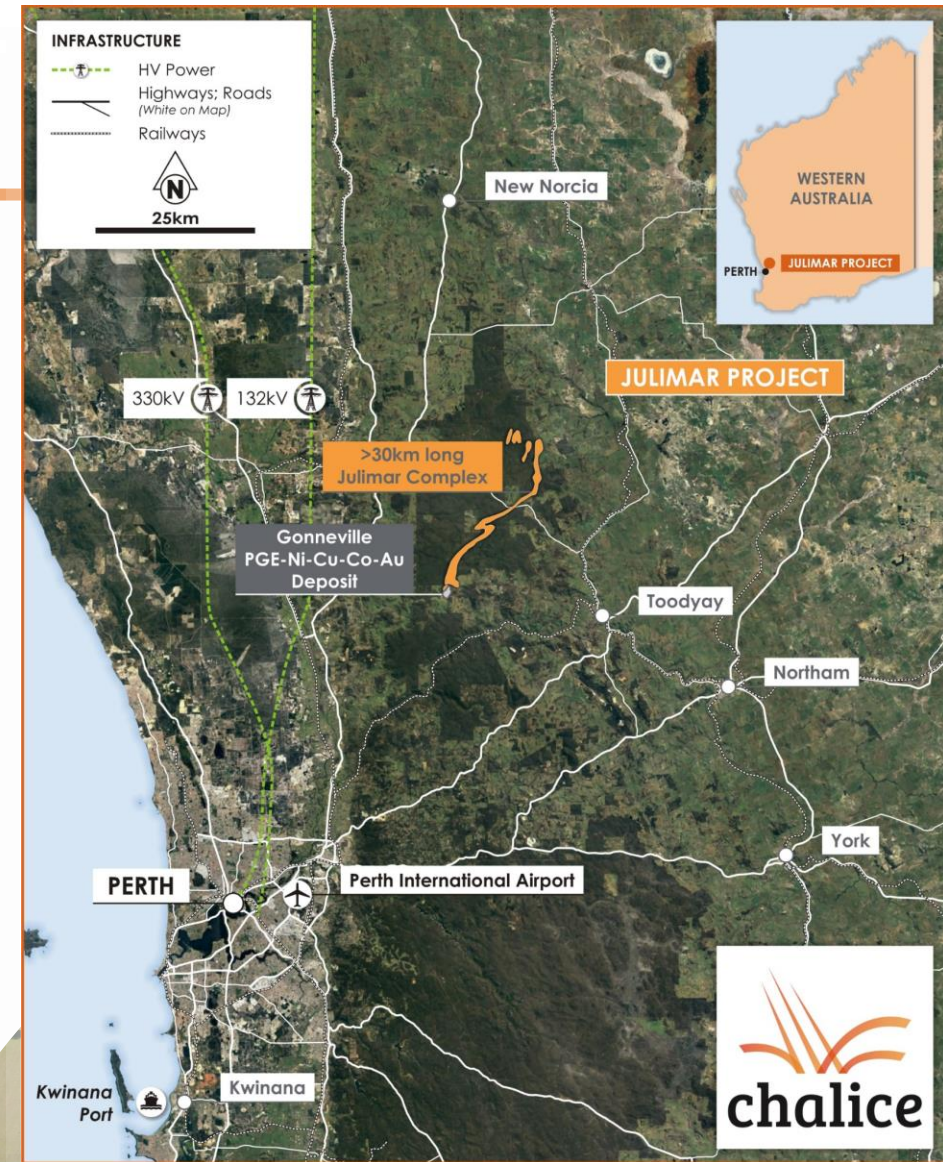 INFRASTRUCTURE
HV Power
Highways; Roads
(White on Map)
Railways
N
25km
WESTERN
AUSTRALIA
PERTH
JULIMAR PROJECT
New Norcia
JULIMAR PROJECT
330kV
132kV
>30km long
Julimar Complex
Gonneville
PGE-Ni-Cu-Co-Au
Deposit
Toodyay
Northam
York
PERTH
Perth International Airport
Kwinana
Port
Kwinana
chalice